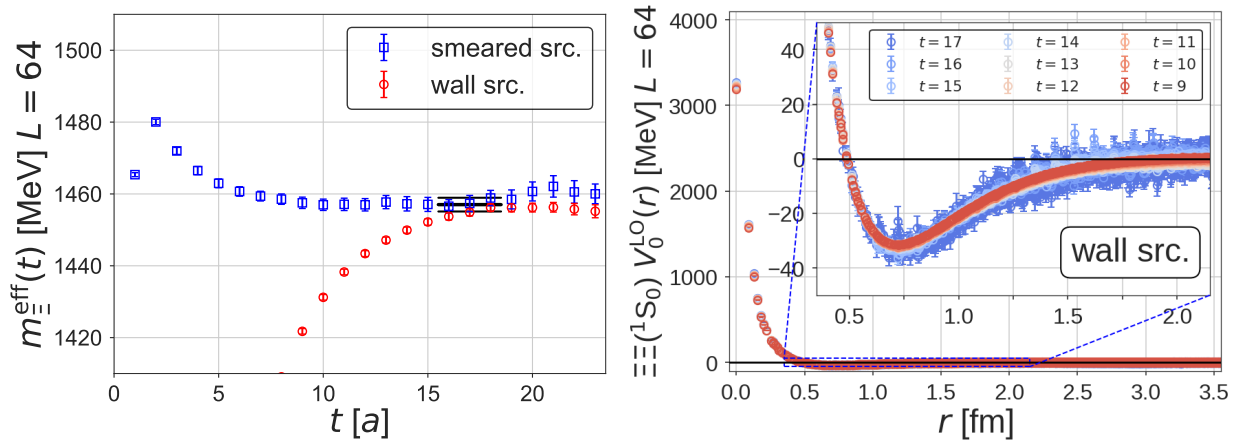 m_Ξ^eff(t) [MeV] L = 64
1500
1480
1460
1440
1420
smeared src.
wall src.
0 5 10 15 20
t [a]
ΞΞ(¹S₀) V₀^LO(r) [MeV] L = 64
4000
3000
2000
1000
0
40
20
0
−20
−40
t = 17 t = 14 t = 11
t = 16 t = 13 t = 10
t = 15 t = 12 t = 9
wall src.
0.5 1.0 1.5 2.0
0.0 0.5 1.0 1.5 2.0 2.5 3.0 3.5
r [fm]